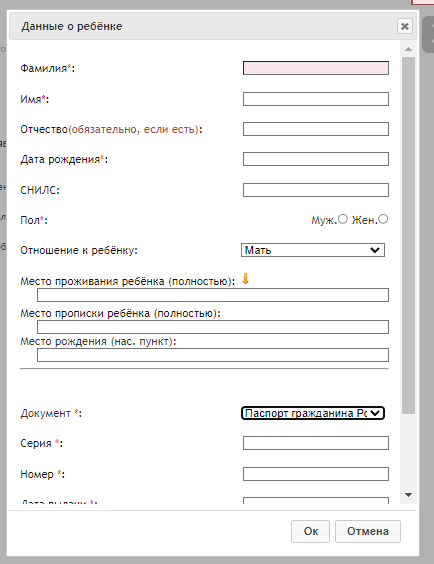 Данные о ребёнке
Фамилия*:
Имя*:
Отчество(обязательно, если есть):
Дата рождения*:
СНИЛС:
Пол*: Муж. Жен.
Отношение к ребёнку: Мать
Место проживания ребёнка (полностью):
Место прописки ребёнка (полностью):
Место рождения (нас. пункт):
Документ *: Паспорт гражданина Рс
Серия *:
Номер *:
Дата выдачи *:
Ок Отмена